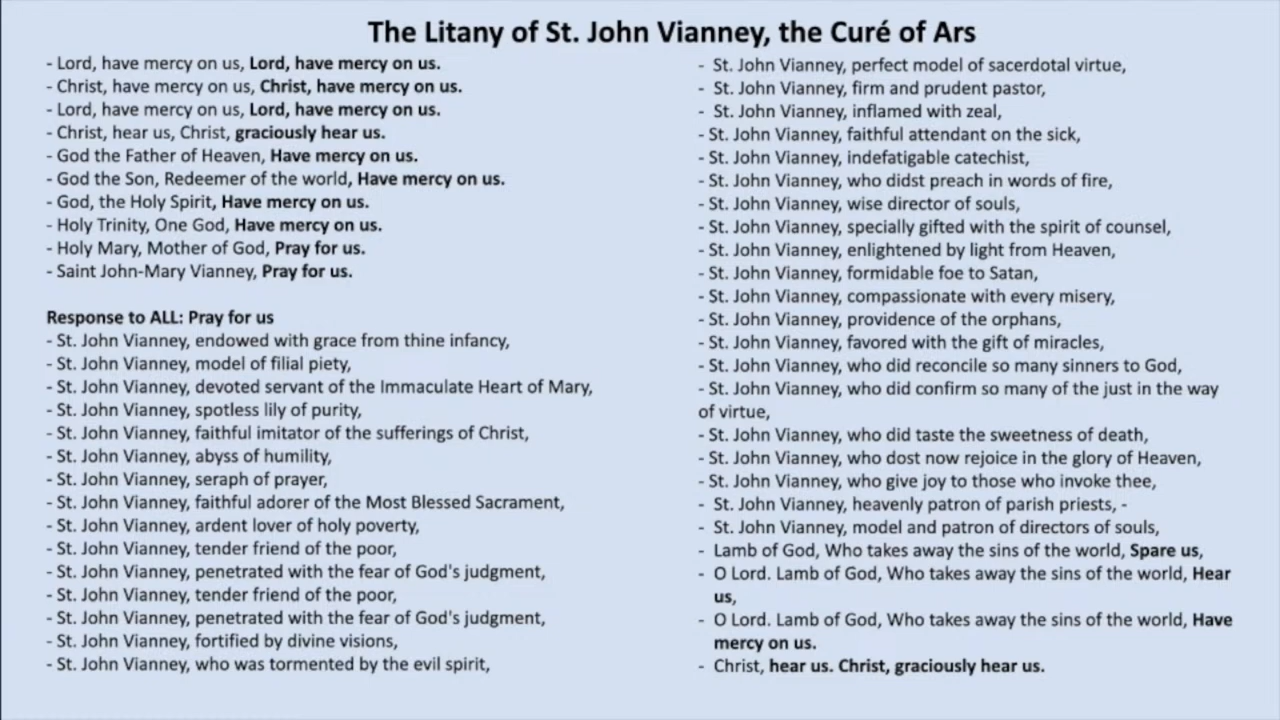 The Litany of St. John Vianney, the Curé of Ars
- Lord, have mercy on us, Lord, have mercy on us.
- Christ, have mercy on us, Christ, have mercy on us.
- Lord, have mercy on us, Lord, have mercy on us.
- Christ, hear us, Christ, graciously hear us.
- God the Father of Heaven, Have mercy on us.
- God the Son, Redeemer of the world, Have mercy on us.
- God, the Holy Spirit, Have mercy on us.
- Holy Trinity, One God, Have mercy on us.
- Holy Mary, Mother of God, Pray for us.
- Saint John-Mary Vianney, Pray for us.
Response to ALL: Pray for us
- St. John Vianney, endowed with grace from thine infancy,
- St. John Vianney, model of filial piety,
- St. John Vianney, devoted servant of the Immaculate Heart of Mary,
- St. John Vianney, spotless lily of purity,
- St. John Vianney, faithful imitator of the sufferings of Christ,
- St. John Vianney, abyss of humility,
- St. John Vianney, seraph of prayer,
- St. John Vianney, faithful adorer of the Most Blessed Sacrament,
- St. John Vianney, ardent lover of holy poverty,
- St. John Vianney, tender friend of the poor,
- St. John Vianney, penetrated with the fear of God's judgment,
- St. John Vianney, tender friend of the poor,
- St. John Vianney, penetrated with the fear of God's judgment,
- St. John Vianney, fortified by divine visions,
- St. John Vianney, who was tormented by the evil spirit,
- St. John Vianney, perfect model of sacerdotal virtue,
- St. John Vianney, firm and prudent pastor,
- St. John Vianney, inflamed with zeal,
- St. John Vianney, faithful attendant on the sick,
- St. John Vianney, indefatigable catechist,
- St. John Vianney, who didst preach in words of fire,
- St. John Vianney, wise director of souls,
- St. John Vianney, specially gifted with the spirit of counsel,
- St. John Vianney, enlightened by light from Heaven,
- St. John Vianney, formidable foe to Satan,
- St. John Vianney, compassionate with every misery,
- St. John Vianney, providence of the orphans,
- St. John Vianney, favored with the gift of miracles,
- St. John Vianney, who did reconcile so many sinners to God,
- St. John Vianney, who did confirm so many of the just in the way
of virtue,
- St. John Vianney, who did taste the sweetness of death,
- St. John Vianney, who dost now rejoice in the glory of Heaven,
- St. John Vianney, who give joy to those who invoke thee,
- St. John Vianney, heavenly patron of parish priests, -
- St. John Vianney, model and patron of directors of souls,
- Lamb of God, Who takes away the sins of the world, Spare us,
- O Lord. Lamb of God, Who takes away the sins of the world, Hear
us,
- O Lord. Lamb of God, Who takes away the sins of the world, Have
mercy on us.
- Christ, hear us. Christ, graciously hear us.